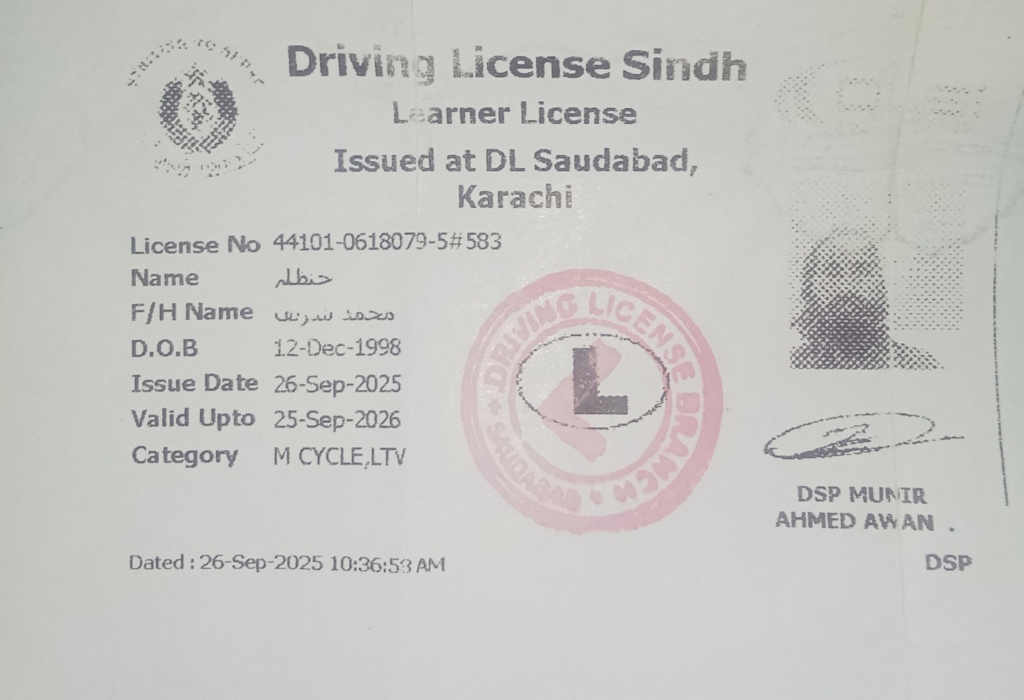 Driving License Sindh
Learner License
Issued at DL Saudabad,
Karachi
License No 44101-0618079-5#583
Name حنظلہ
F/H Name محمد شریف
D.O.B 12-Dec-1998
Issue Date 26-Sep-2025
Valid Upto 25-Sep-2026
Category M CYCLE,LTV
DRIVING LICENSE BRANCH
SAUDABAD
L
DSP MUNIR
AHMED AWAN .
DSP
Dated : 26-Sep-2025 10:36:53 AM